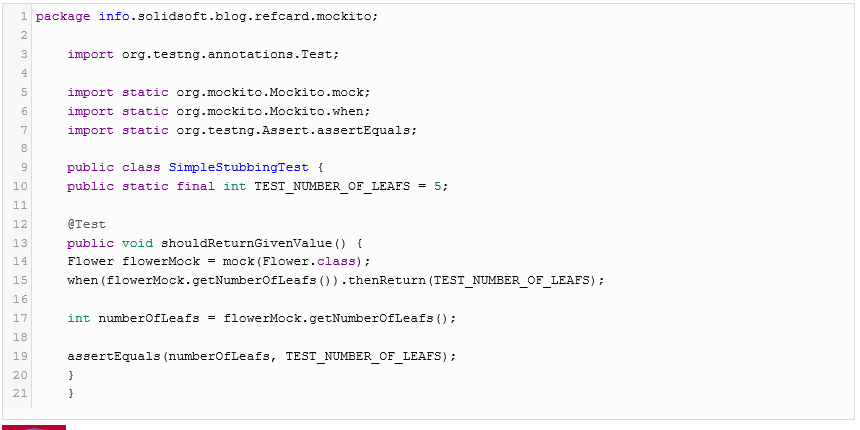 1 package info.solidsoft.blog.refcard.mockito;
2
3 import org.testng.annotations.Test;
4
5 import static org.mockito.Mockito.mock;
6 import static org.mockito.Mockito.when;
7 import static org.testng.Assert.assertEquals;
8
9 public class SimpleStubbingTest {
10 public static final int TEST_NUMBER_OF_LEAFS = 5;
11
12 @Test
13 public void shouldReturnGivenValue() {
14 Flower flowerMock = mock(Flower.class);
15 when(flowerMock.getNumberOfLeafs()).thenReturn(TEST_NUMBER_OF_LEAFS);
16
17 int numberOfLeafs = flowerMock.getNumberOfLeafs();
18
19 assertEquals(numberOfLeafs, TEST_NUMBER_OF_LEAFS);
20 }
21 }